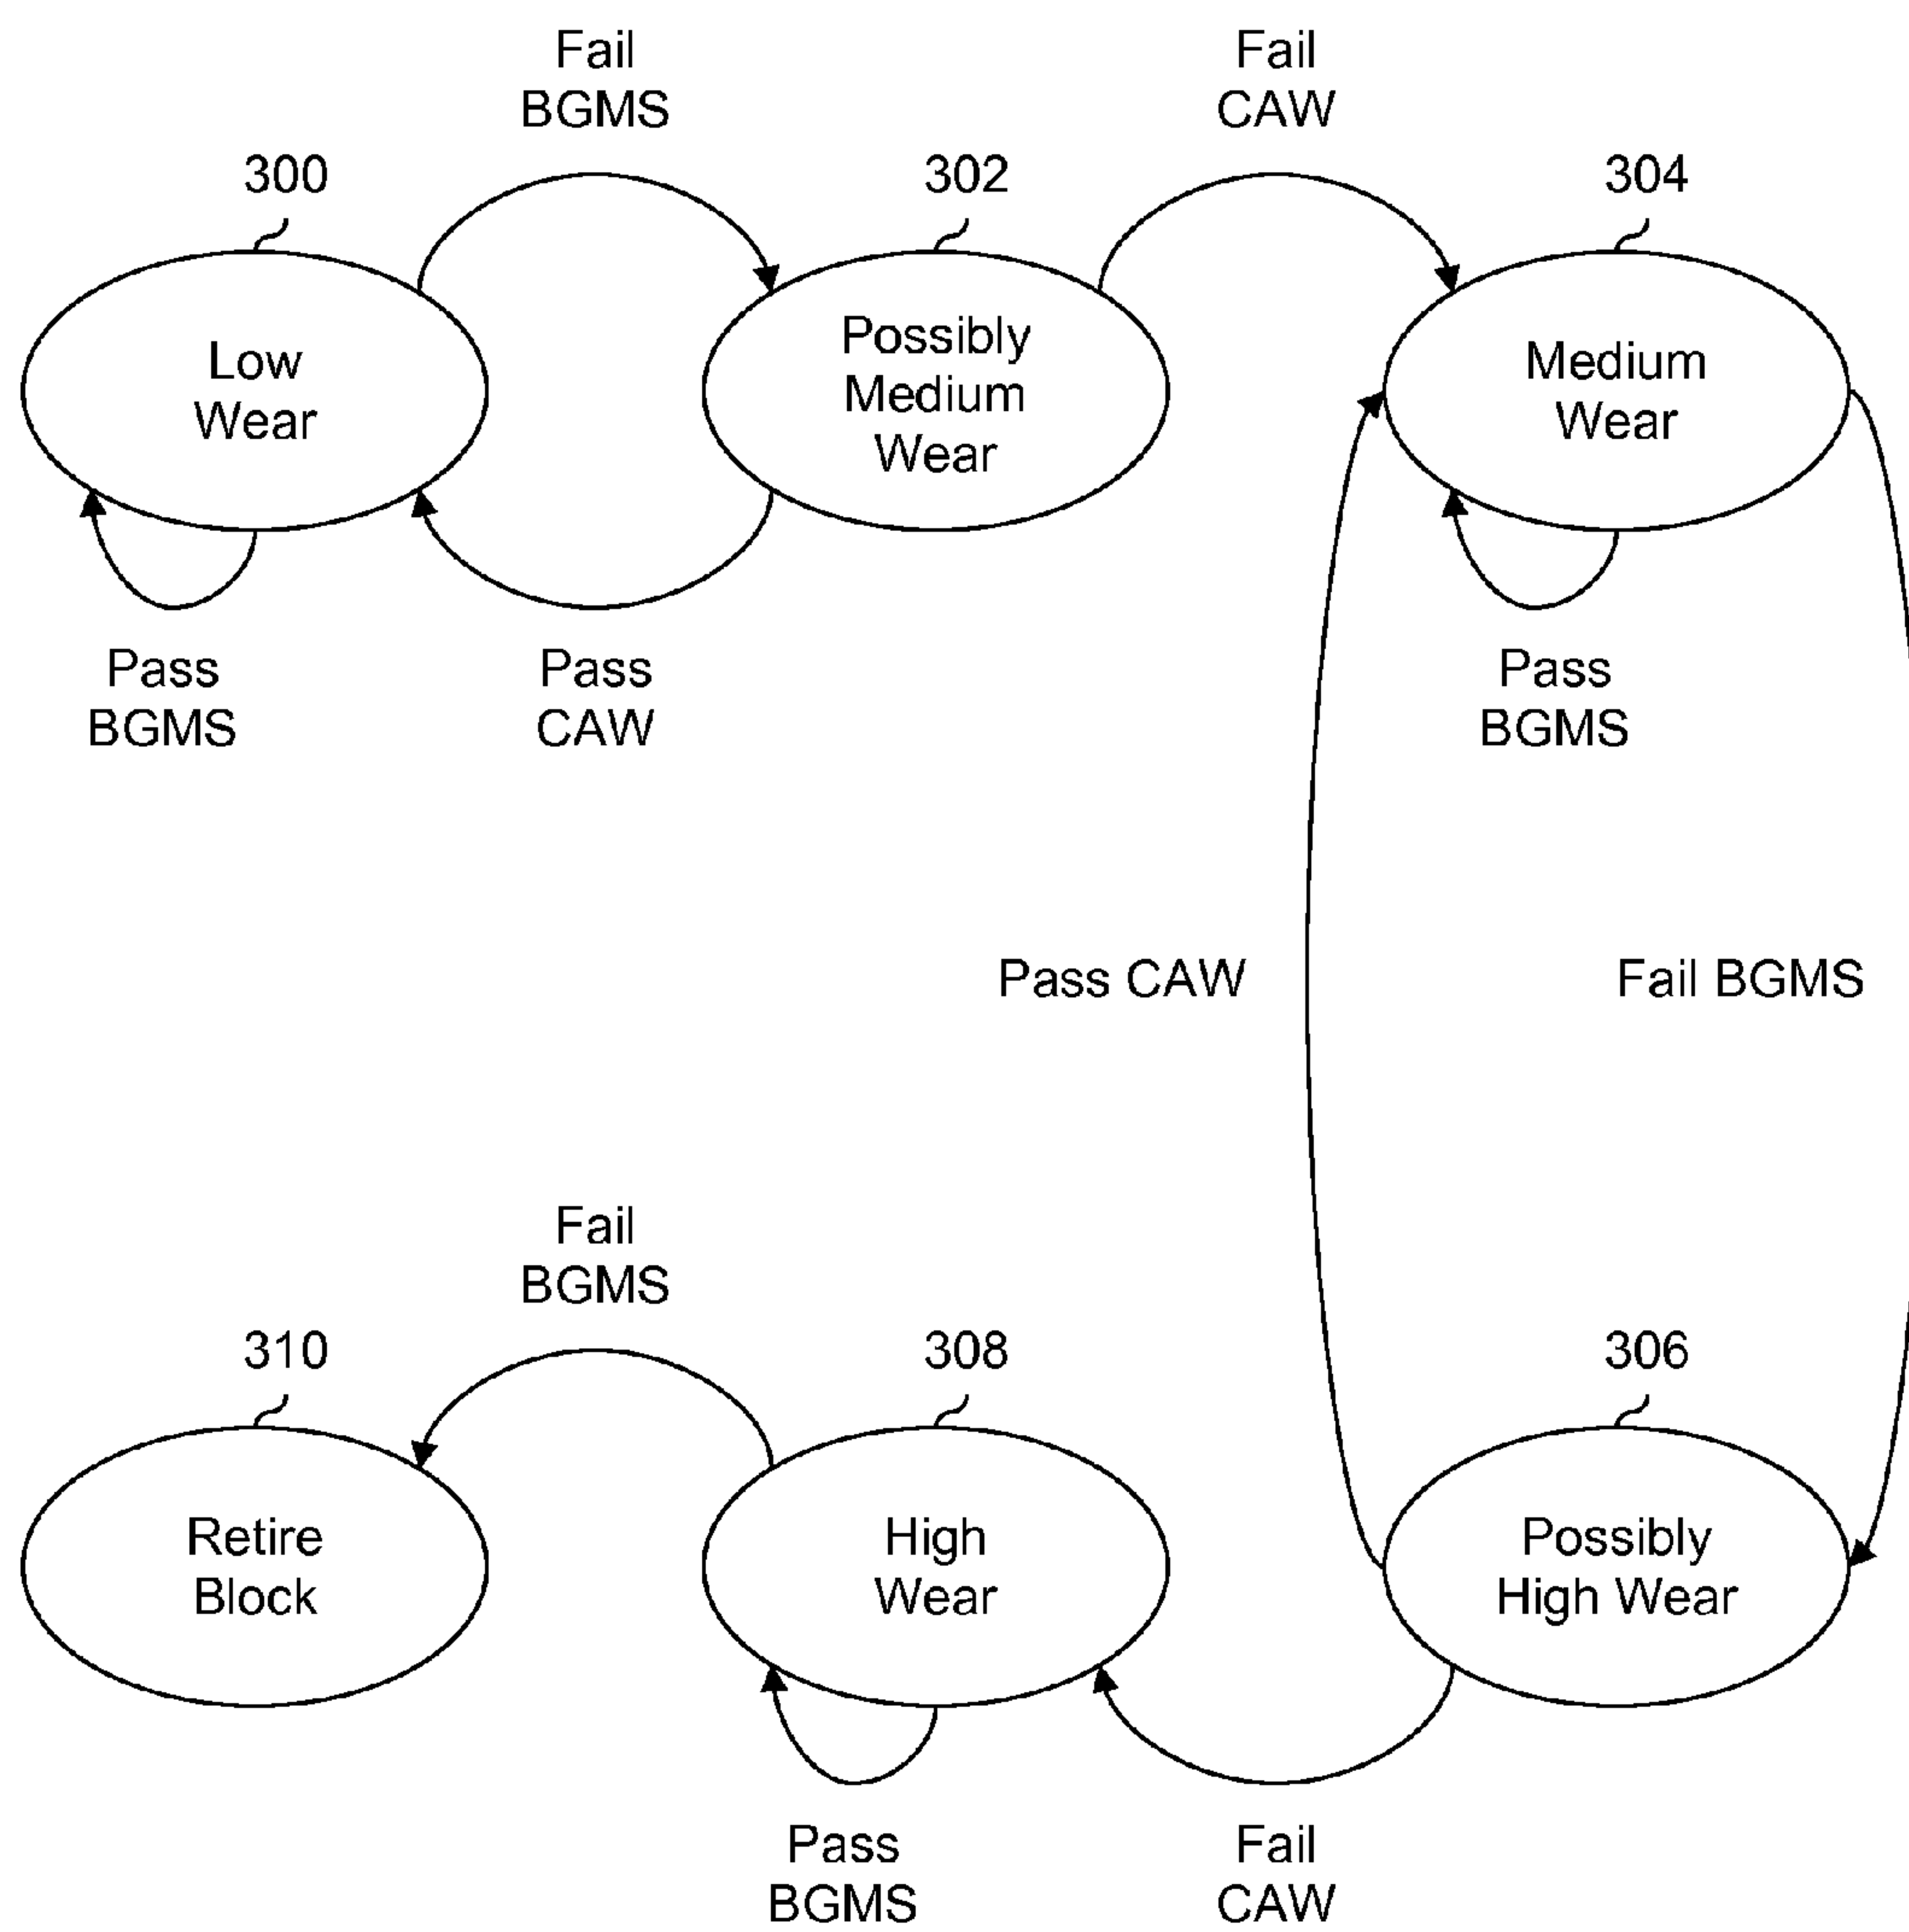 Fail
BGMS
Fail
CAW
300
302
304
Low
Wear
Possibly
Medium
Wear
Medium
Wear
Pass
BGMS
Pass
CAW
Pass
BGMS
Pass CAW
Fail BGMS
Fail
BGMS
310
308
306
Retire
Block
High
Wear
Possibly
High Wear
Pass
BGMS
Fail
CAW